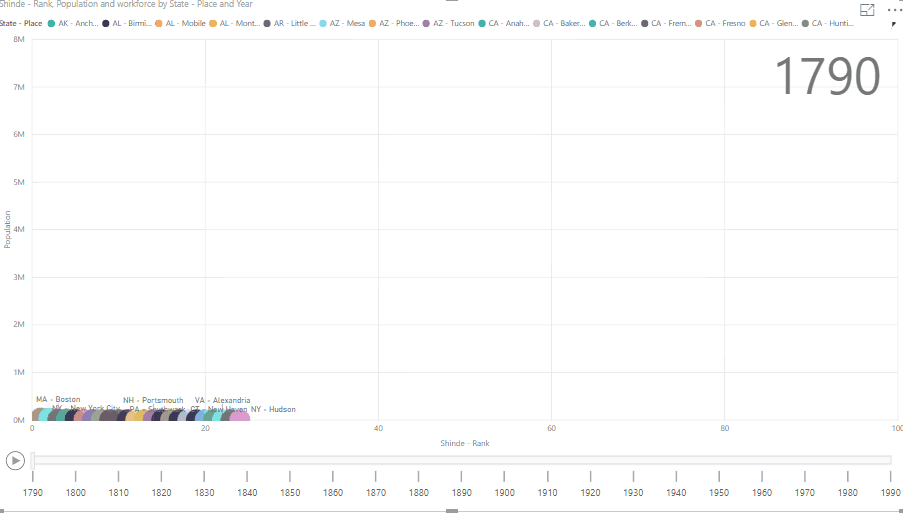 Shinde - Rank, Population and workforce by State - Place and Year
State - Place AK - Anch... AL - Birmi... AL - Mobile AL - Mont... AR - Little ... AZ - Mesa AZ - Phoe... AZ - Tucson CA - Anah... CA - Baker... CA - Berk... CA - Frem... CA - Fresno CA - Glen... CA - Hunti...
8M
1790
7M
6M
5M
Population
4M
3M
2M
1M
MA - Boston NH - Portsmouth VA - Alexandria
NY - New York City PA - Southwark CT - New Haven NY - Hudson
0M
0 20 40 60 80 100
Shinde - Rank
1790 1800 1810 1820 1830 1840 1850 1860 1870 1880 1890 1900 1910 1920 1930 1940 1950 1960 1970 1980 1990